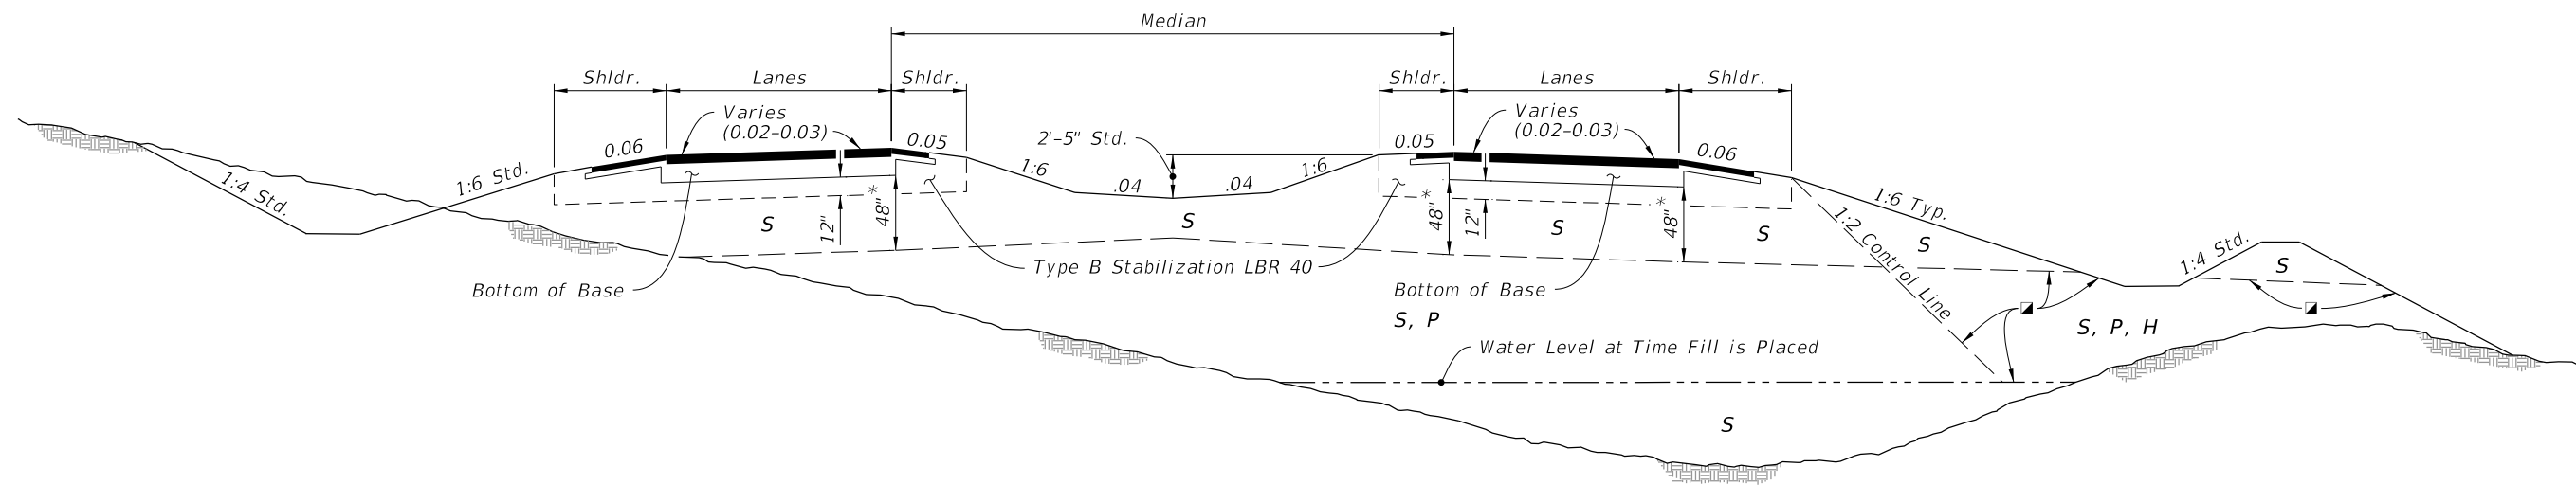 Median
Shldr.
Lanes
Shldr.
Shldr.
Lanes
Shldr.
Varies
(0.02-0.03)
Varies
(0.02-0.03)
0.06
0.05
2'-5" Std.
0.05
0.06
1:4 Std.
1:6 Std.
1:6
.04
.04
1:6
1:6 Typ.
*
*
*
S
12"
48"
S
48"
12"
S
48"
S
1:2 Control Line
S
1:4 Std.
S
Type B Stabilization LBR 40
Bottom of Base
Bottom of Base
S, P
S, P, H
Water Level at Time Fill is Placed
S